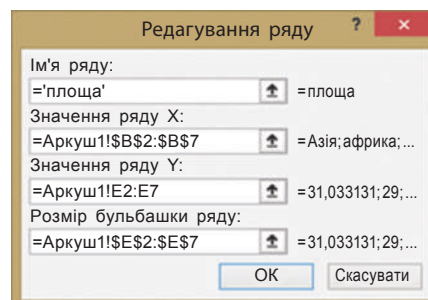 Редагування ряду ? ×
Ім'я ряду:
='площа' =площа
Значення ряду X:
=Аркуш1!$B$2:$B$7 =Азія;африка;...
Значення ряду Y:
=Аркуш1!E2:E7 =31,033131;29;...
Розмір бульбашки ряду:
=Аркуш1!$E$2:$E$7 =31,033131;29;...
ОК Скасувати